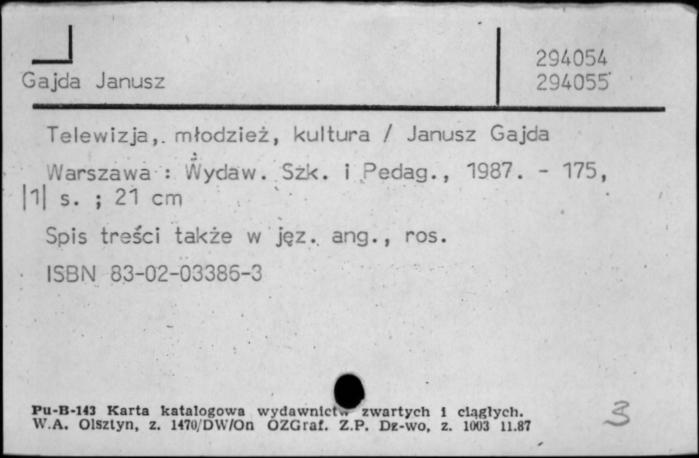 294054
Gajda Janusz 294055
Telewizja, młodzież, kultura / Janusz Gajda
Warszawa : Wydaw. Szk. i Pedag., 1987. - 175,
|1| s. ; 21 cm
Spis treści także w jęz. ang., ros.
ISBN 83-02-03386-3
Pu-B-143 Karta katalogowa wydawnictw zwartych i ciągłych.
W.A. Olsztyn, z. 1470/DW/On OZGraf. Z.P. Dz-wo, z. 1003 11.87